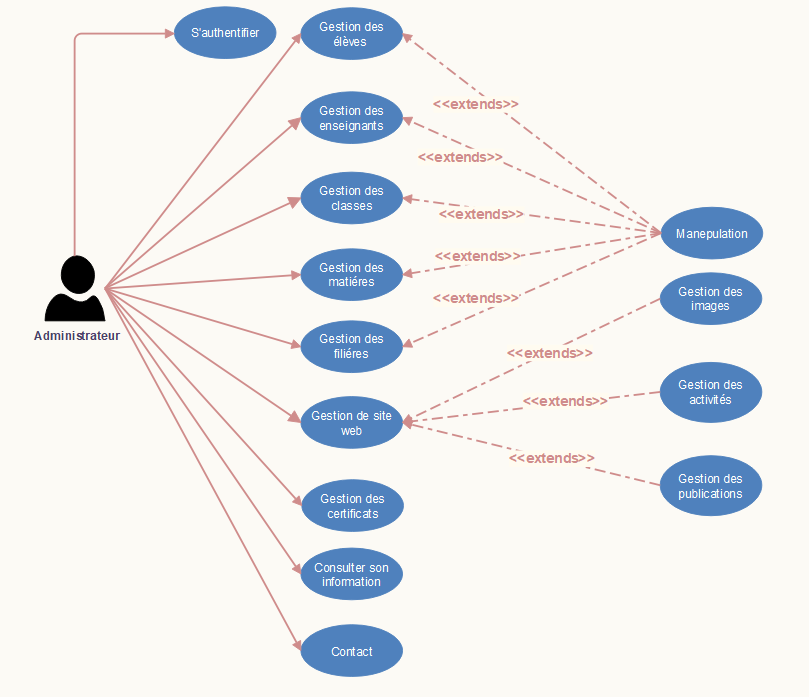 S'authentifier
Gestion des
élèves
<<extends>>
Gestion des
enseignants
<<extends>>
Gestion des
classes
<<extends>>
Manepulation
Gestion des
matiéres
<<extends>>
Gestion des
images
<<extends>>
Administrateur
Gestion des
filiéres
<<extends>>
Gestion des
activités
<<extends>>
Gestion de site
web
<<extends>>
Gestion des
publications
Gestion des
certificats
Consulter son
information
Contact